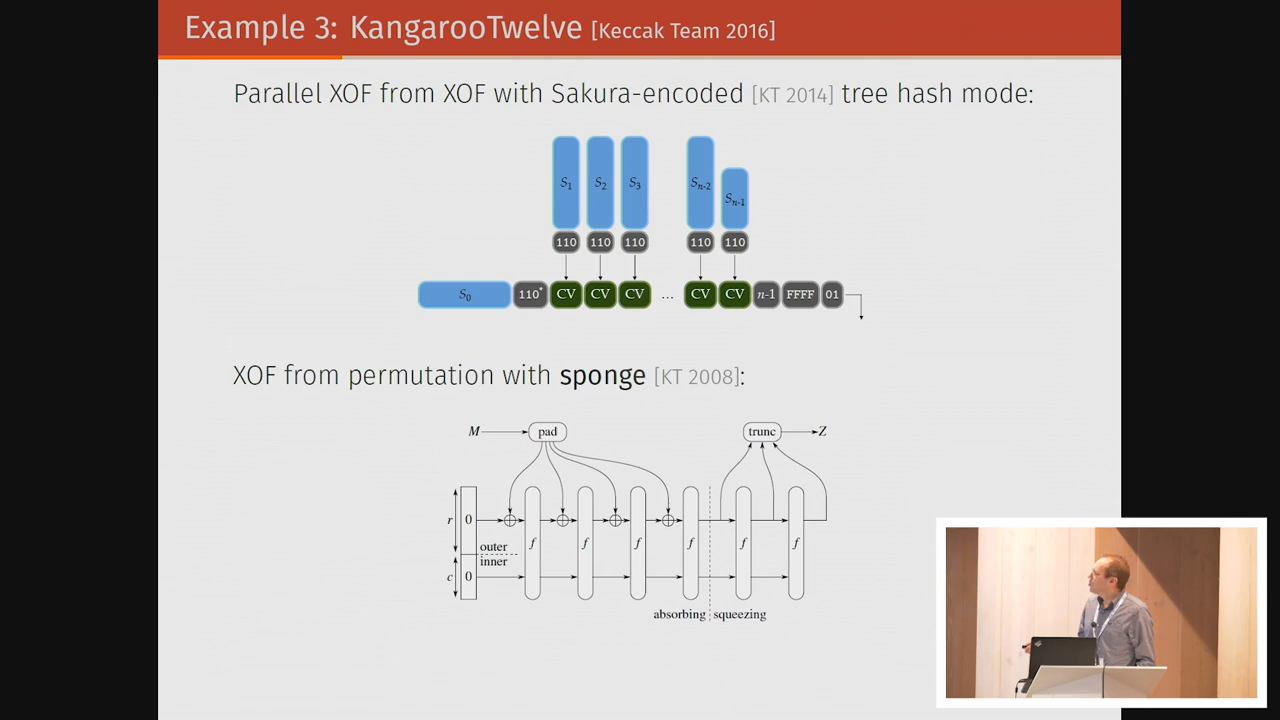 Example 3: KangarooTwelve [Keccak Team 2016]
Parallel XOF from XOF with Sakura-encoded [KT 2014] tree hash mode:
S1 S2 S3 Sn-2 Sn-1
110 110 110 110 110
S0 110* CV CV CV ... CV CV n-1 FFFF 01
XOF from permutation with sponge [KT 2008]:
M pad trunc Z
r 0
outer f f f f f f
inner
c 0
absorbing squeezing